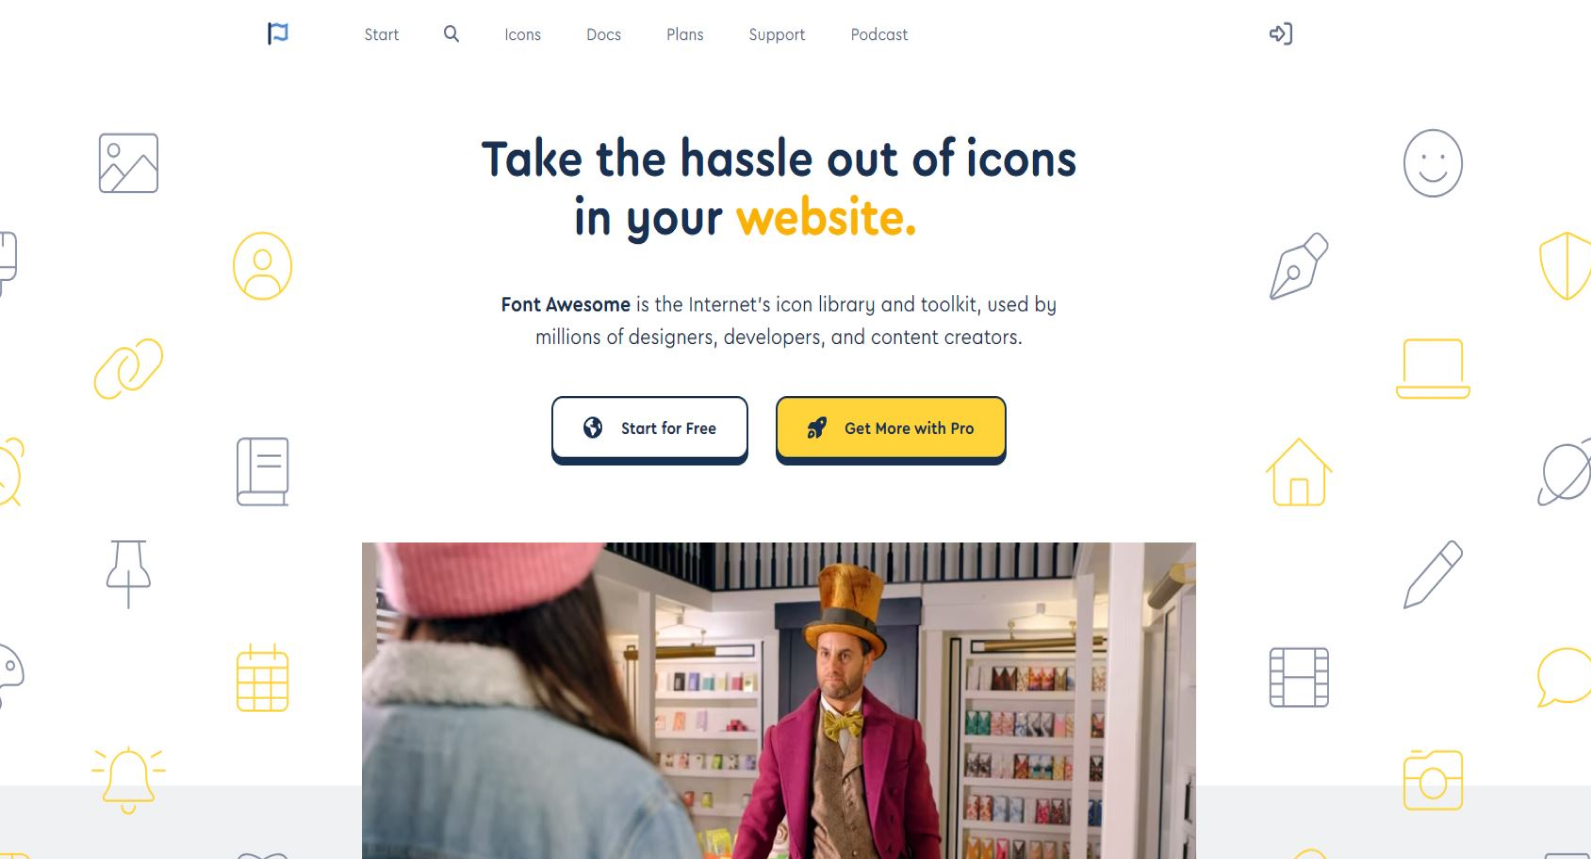 Start
Icons
Docs
Plans
Support
Podcast
Take the hassle out of icons
in your website.
Font Awesome is the Internet's icon library and toolkit, used by
millions of designers, developers, and content creators.
Start for Free
Get More with Pro